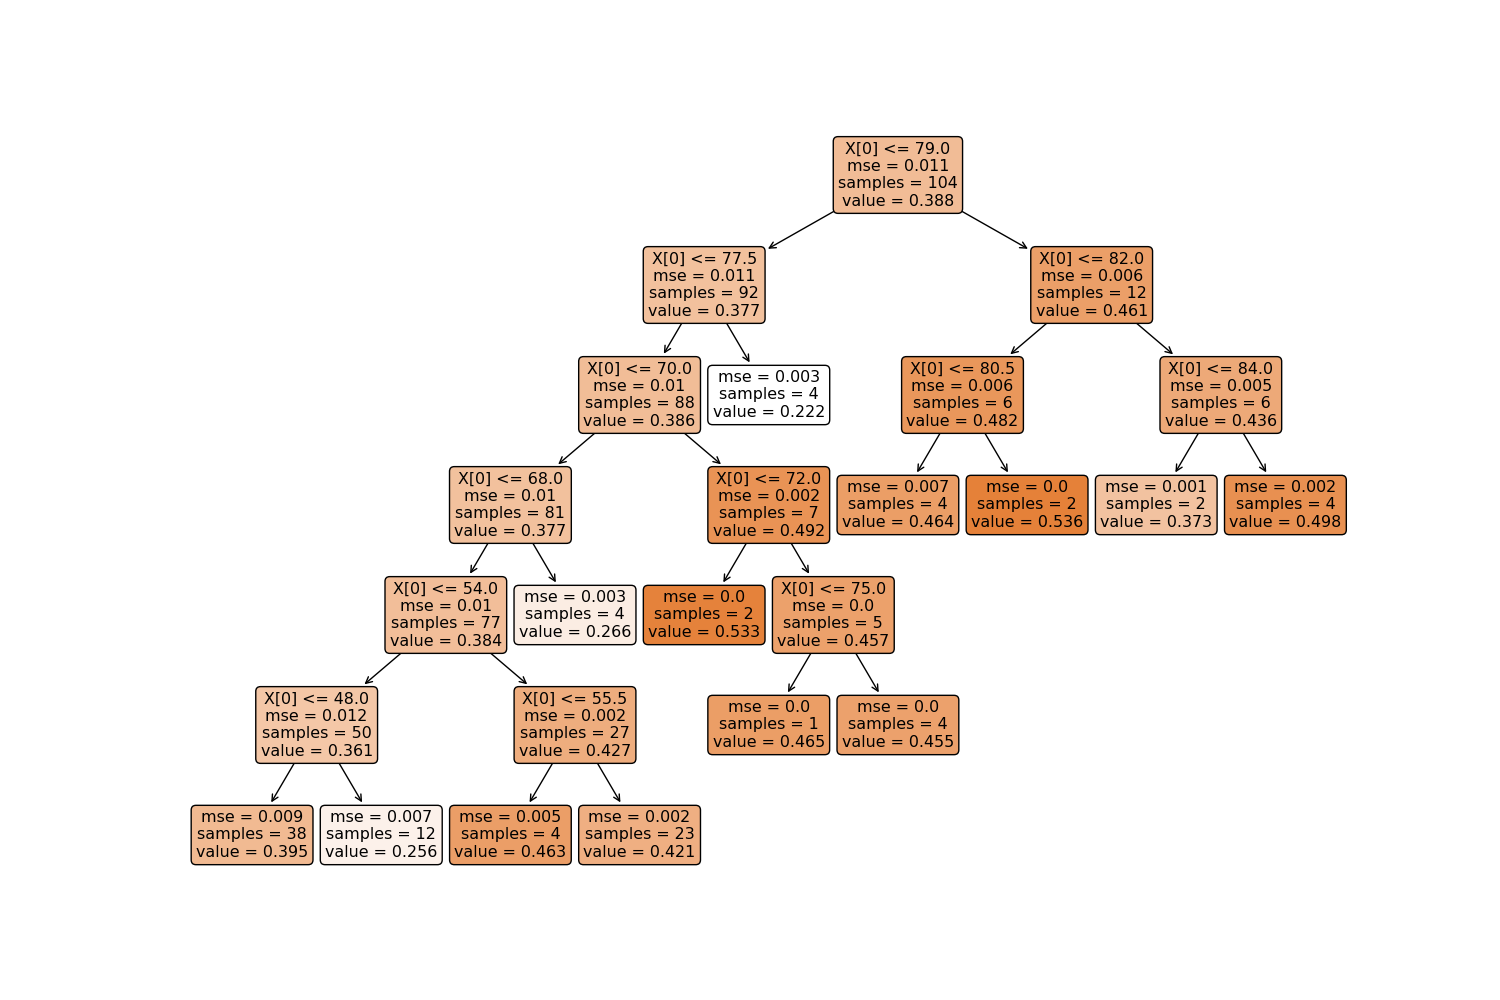 X[0] <= 79.0
mse = 0.011
samples = 104
value = 0.388
X[0] <= 77.5
mse = 0.011
samples = 92
value = 0.377
X[0] <= 82.0
mse = 0.006
samples = 12
value = 0.461
X[0] <= 70.0
mse = 0.01
samples = 88
value = 0.386
mse = 0.003
samples = 4
value = 0.222
X[0] <= 80.5
mse = 0.006
samples = 6
value = 0.482
X[0] <= 84.0
mse = 0.005
samples = 6
value = 0.436
X[0] <= 68.0
mse = 0.01
samples = 81
value = 0.377
X[0] <= 72.0
mse = 0.002
samples = 7
value = 0.492
mse = 0.007
samples = 4
value = 0.464
mse = 0.0
samples = 2
value = 0.536
mse = 0.001
samples = 2
value = 0.373
mse = 0.002
samples = 4
value = 0.498
X[0] <= 54.0
mse = 0.01
samples = 77
value = 0.384
mse = 0.003
samples = 4
value = 0.266
mse = 0.0
samples = 2
value = 0.533
X[0] <= 75.0
mse = 0.0
samples = 5
value = 0.457
X[0] <= 48.0
mse = 0.012
samples = 50
value = 0.361
X[0] <= 55.5
mse = 0.002
samples = 27
value = 0.427
mse = 0.0
samples = 1
value = 0.465
mse = 0.0
samples = 4
value = 0.455
mse = 0.009
samples = 38
value = 0.395
mse = 0.007
samples = 12
value = 0.256
mse = 0.005
samples = 4
value = 0.463
mse = 0.002
samples = 23
value = 0.421